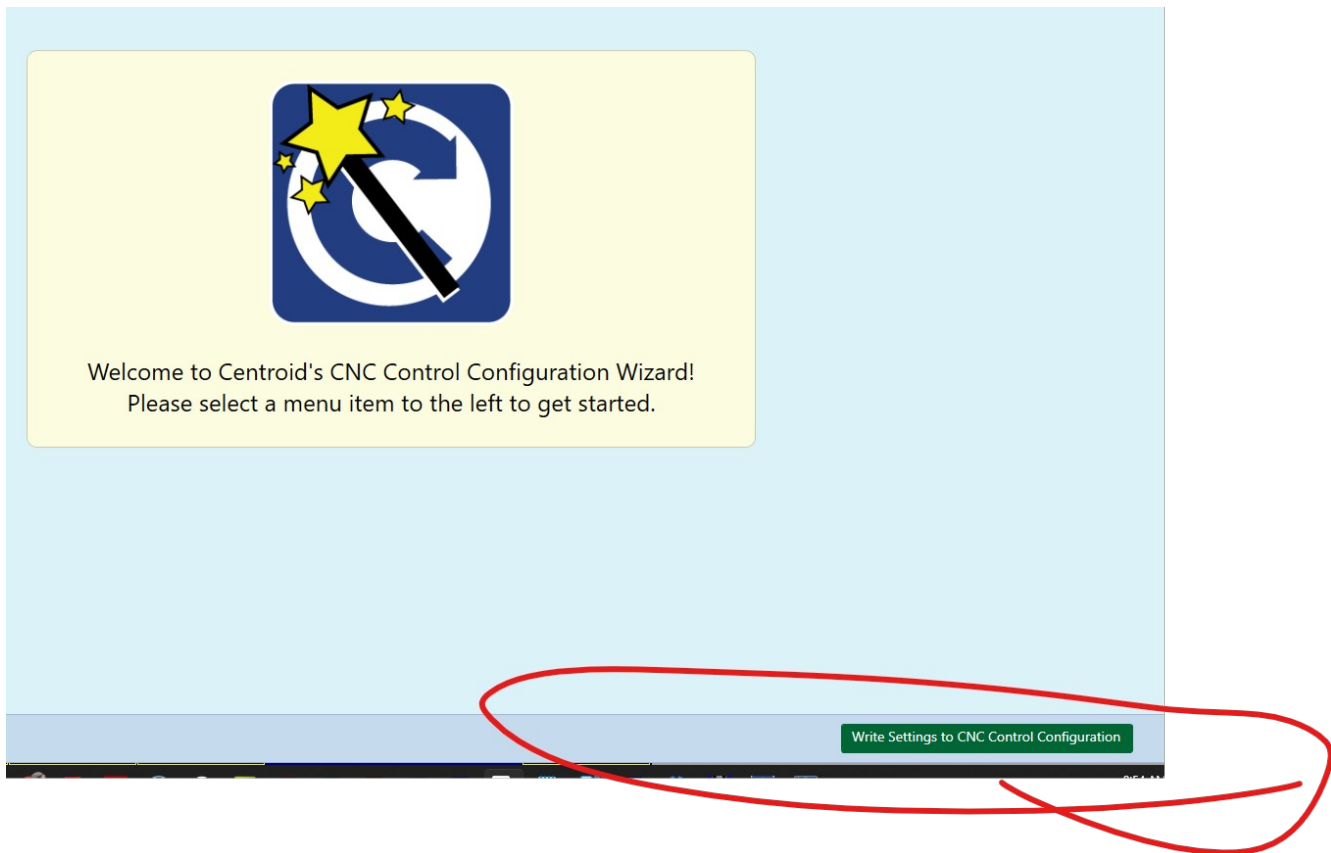 Welcome to Centroid's CNC Control Configuration Wizard!
Please select a menu item to the left to get started.
Write Settings to CNC Control Configuration